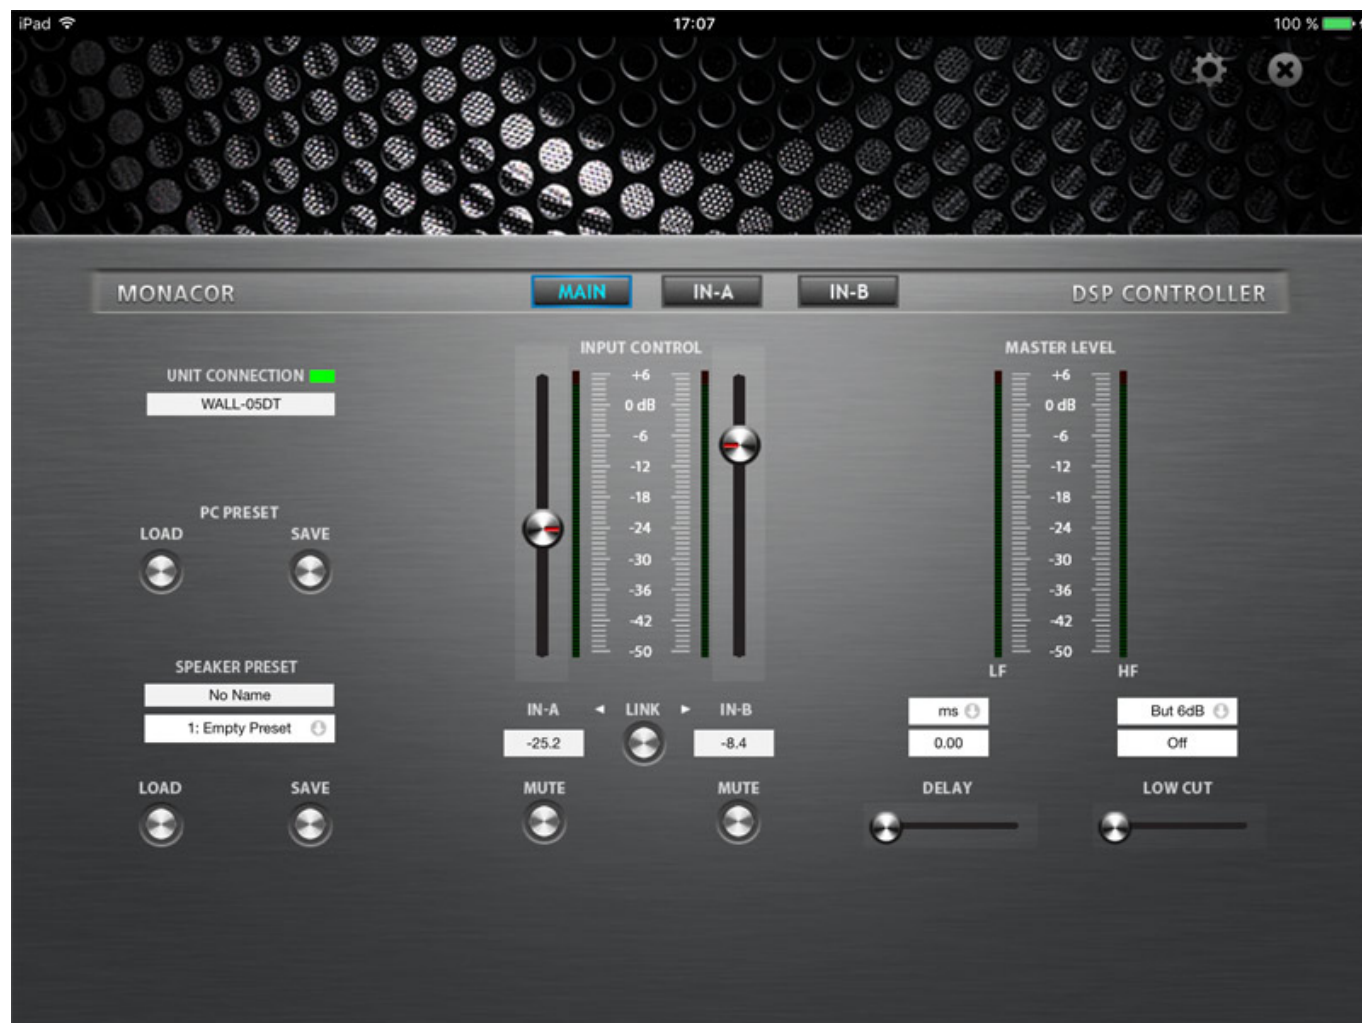 iPad 17:07 100 %
MONACOR MAIN IN-A IN-B DSP CONTROLLER
UNIT CONNECTION
WALL-05DT
PC PRESET
LOAD SAVE
SPEAKER PRESET
No Name
1: Empty Preset
LOAD SAVE
INPUT CONTROL
+6
0 dB
-6
-12
-18
-24
-30
-36
-42
-50
IN-A ◄ LINK ► IN-B
-25.2 -8.4
MUTE MUTE
MASTER LEVEL
+6
0 dB
-6
-12
-18
-24
-30
-36
-42
-50
LF HF
ms But 6dB
0.00 Off
DELAY LOW CUT